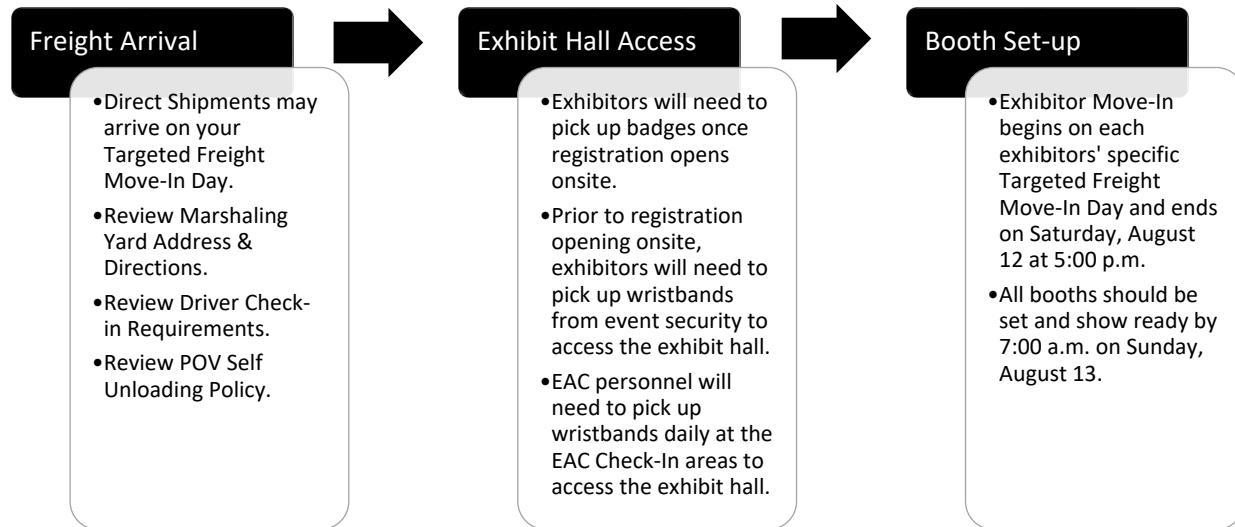 Freight Arrival
•Direct Shipments may
arrive on your
Targeted Freight
Move-In Day.
•Review Marshaling
Yard Address &
Directions.
•Review Driver Check-
in Requirements.
•Review POV Self
Unloading Policy.
Exhibit Hall Access
•Exhibitors will need to
pick up badges once
registration opens
onsite.
•Prior to registration
opening onsite,
exhibitors will need to
pick up wristbands
from event security to
access the exhibit hall.
•EAC personnel will
need to pick up
wristbands daily at the
EAC Check-In areas to
access the exhibit hall.
Booth Set-up
•Exhibitor Move-In
begins on each
exhibitors' specific
Targeted Freight
Move-In Day and ends
on Saturday, August
12 at 5:00 p.m.
•All booths should be
set and show ready by
7:00 a.m. on Sunday,
August 13.